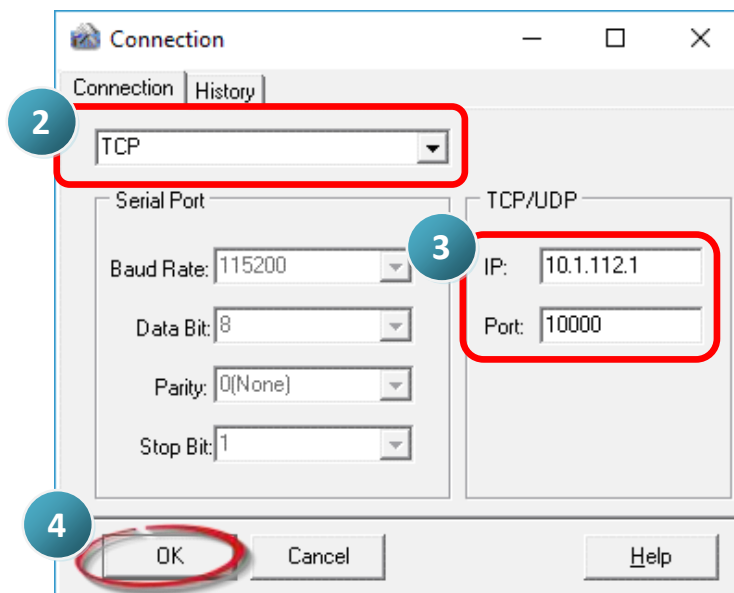 Connection
Connection History
2
TCP
Serial Port
TCP/UDP
3
Baud Rate: 115200
IP: 10.1.112.1
Data Bit: 8
Port: 10000
Parity: 0(None)
Stop Bit: 1
4
OK Cancel Help